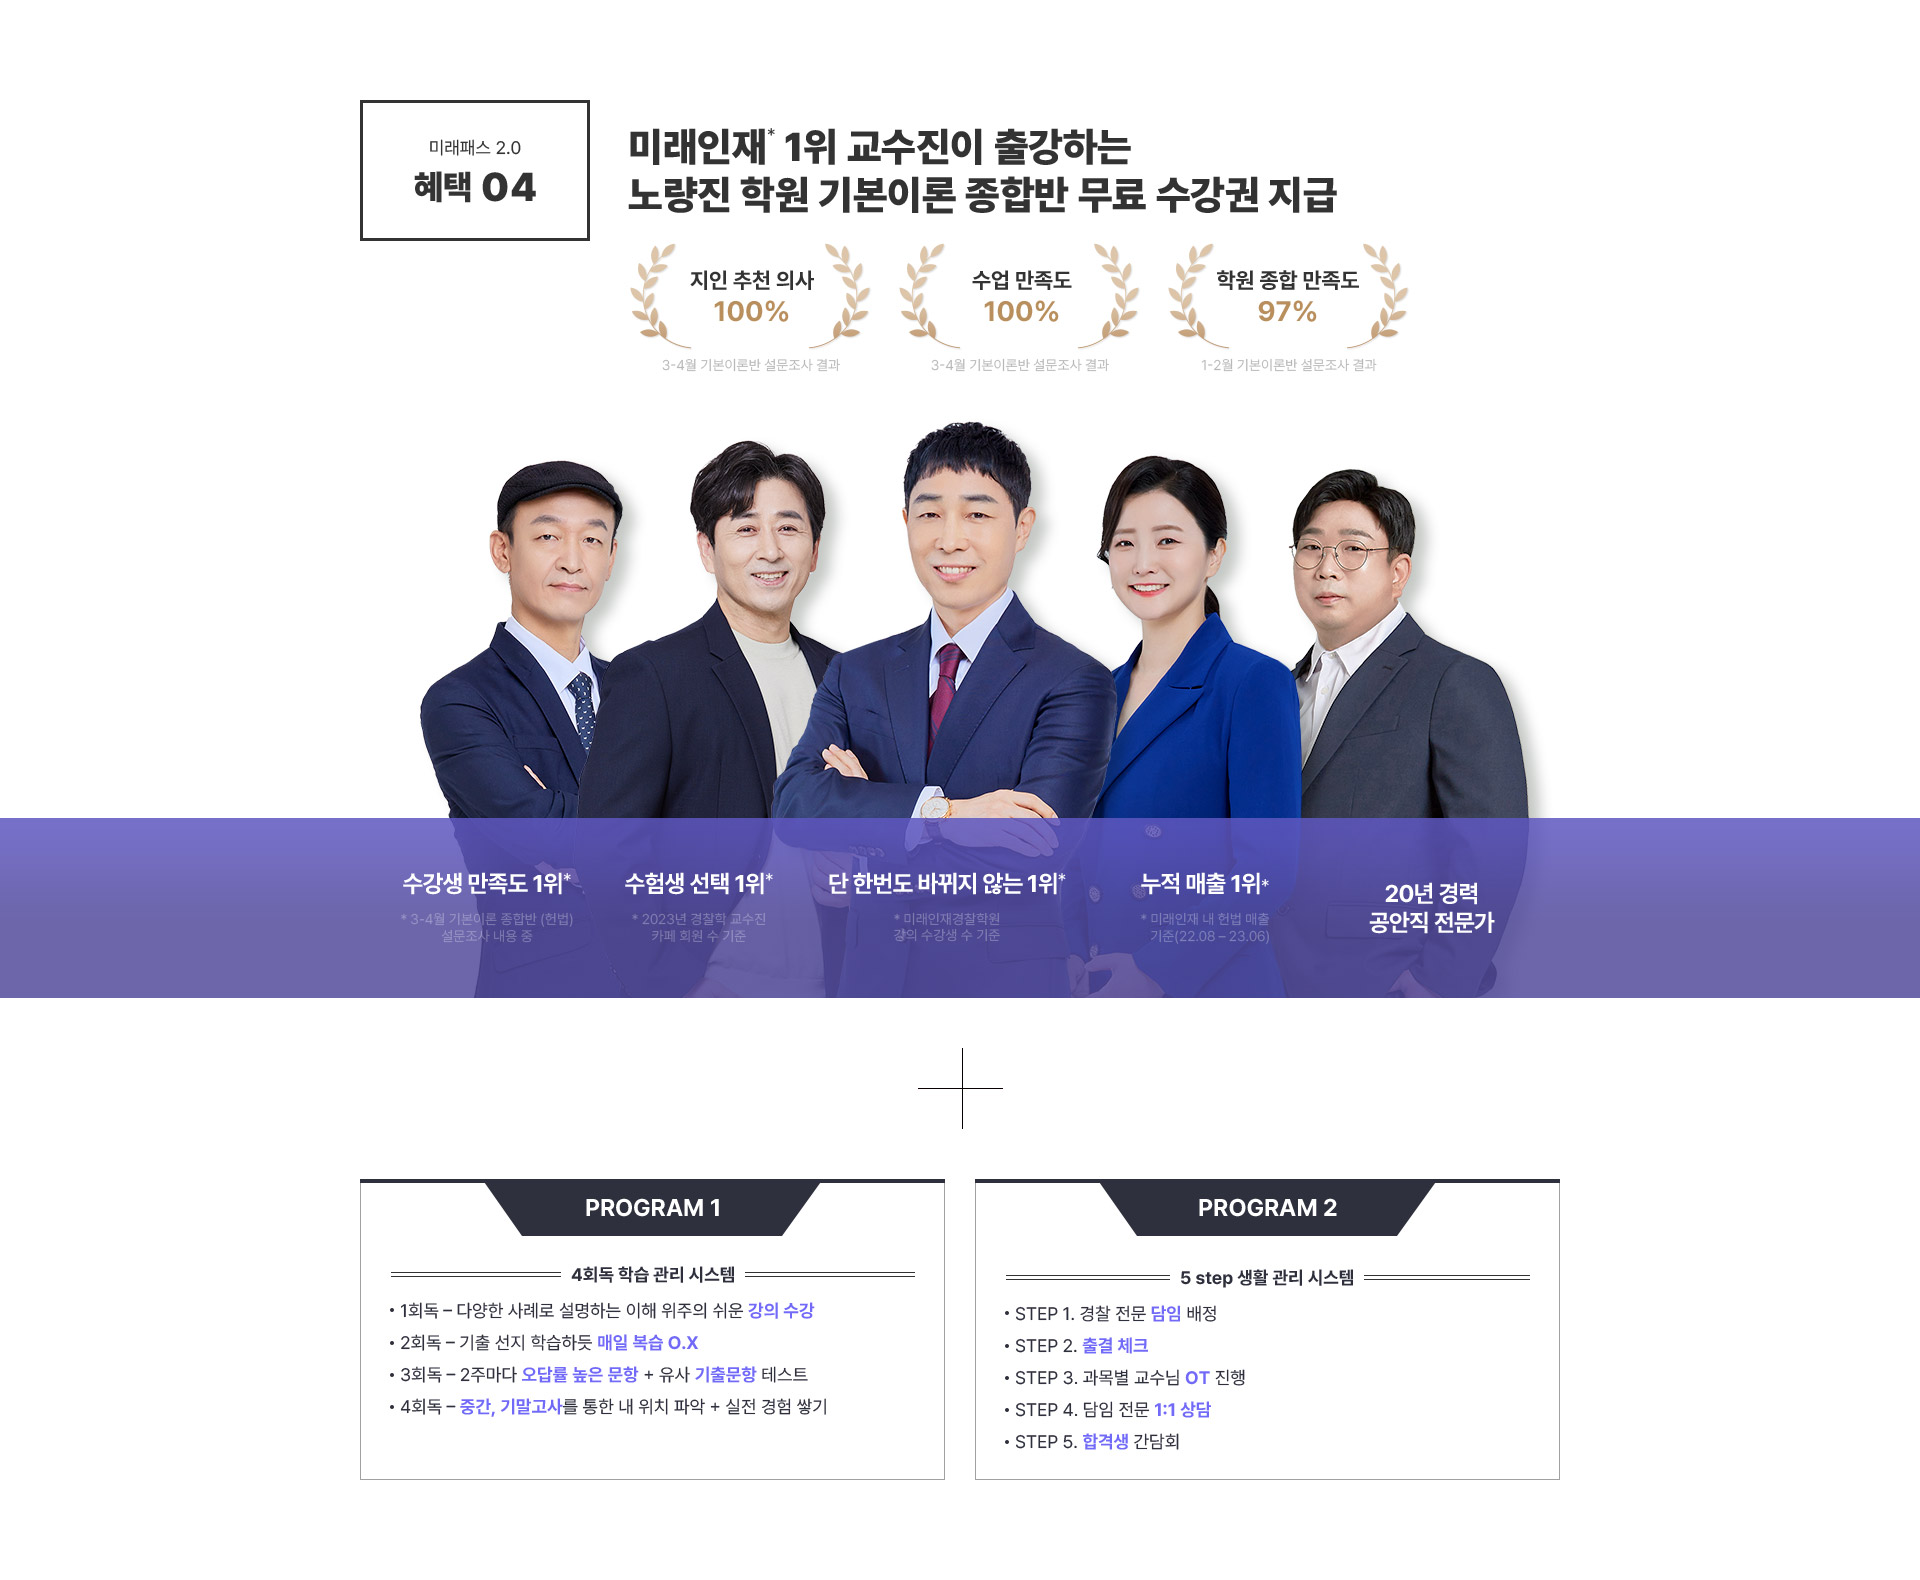 미래패스 2.0
혜택 04
미래인재* 1위 교수진이 출강하는
노량진 학원 기본이론 종합반 무료 수강권 지급
지인 추천 의사
100%
3-4월 기본이론반 설문조사 결과
수업 만족도
100%
3-4월 기본이론반 설문조사 결과
학원 종합 만족도
97%
1-2월 기본이론반 설문조사 결과
수강생 만족도 1위*
* 3-4월 기본이론 종합반 (헌법)
설문조사 내용 중
수험생 선택 1위*
* 2023년 경찰학 교수진
카페 회원 수 기준
단 한번도 바뀌지 않는 1위*
* 미래인재경찰학원
강의 수강생 수 기준
누적 매출 1위*
* 미래인재 내 헌법 매출
기준(22.08 – 23.06)
20년 경력
공안직 전문가
PROGRAM 1
4회독 학습 관리 시스템
• 1회독 – 다양한 사례로 설명하는 이해 위주의 쉬운 강의 수강
• 2회독 – 기출 선지 학습하듯 매일 복습 O.X
• 3회독 – 2주마다 오답률 높은 문항 + 유사 기출문항 테스트
• 4회독 – 중간, 기말고사를 통한 내 위치 파악 + 실전 경험 쌓기
PROGRAM 2
5 step 생활 관리 시스템
• STEP 1. 경찰 전문 담임 배정
• STEP 2. 출결 체크
• STEP 3. 과목별 교수님 OT 진행
• STEP 4. 담임 전문 1:1 상담
• STEP 5. 합격생 간담회